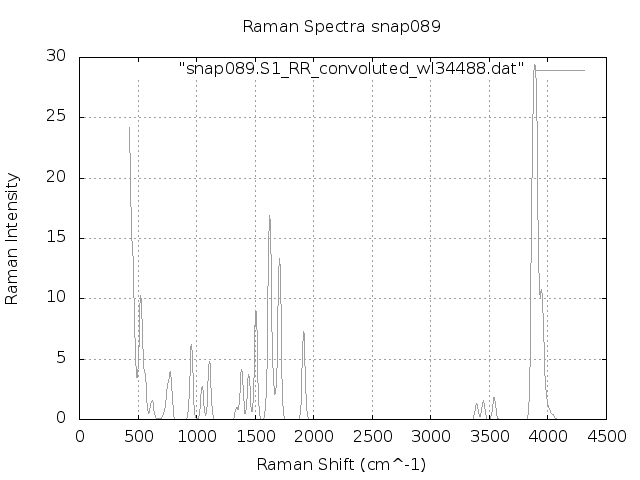 Raman Spectra snap089
"snap089.S1_RR_convoluted_wl34488.dat"
Raman Intensity
30
25
20
15
10
5
0
0 500 1000 1500 2000 2500 3000 3500 4000 4500
Raman Shift (cm^-1)